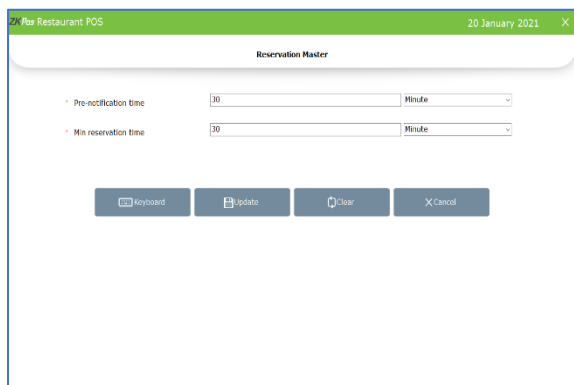 ZKPos Restaurant POS 20 January 2021 X
Reservation Master
* Pre-notification time 30 Minute
* Min reservation time 30 Minute
Keyboard Update Clear Cancel